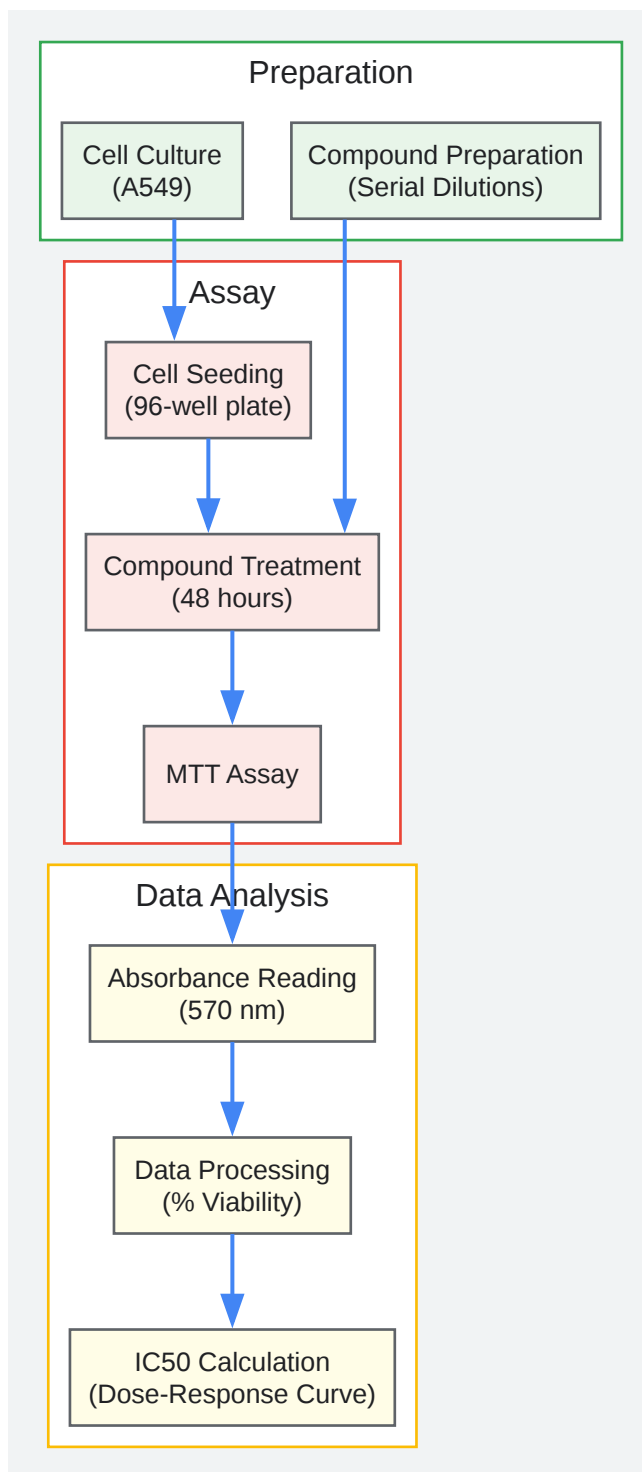 Preparation
Cell Culture
(A549)
Compound Preparation
(Serial Dilutions)
Assay
Cell Seeding
(96-well plate)
Compound Treatment
(48 hours)
MTT Assay
Data Analysis
Absorbance Reading
(570 nm)
Data Processing
(% Viability)
IC50 Calculation
(Dose-Response Curve)